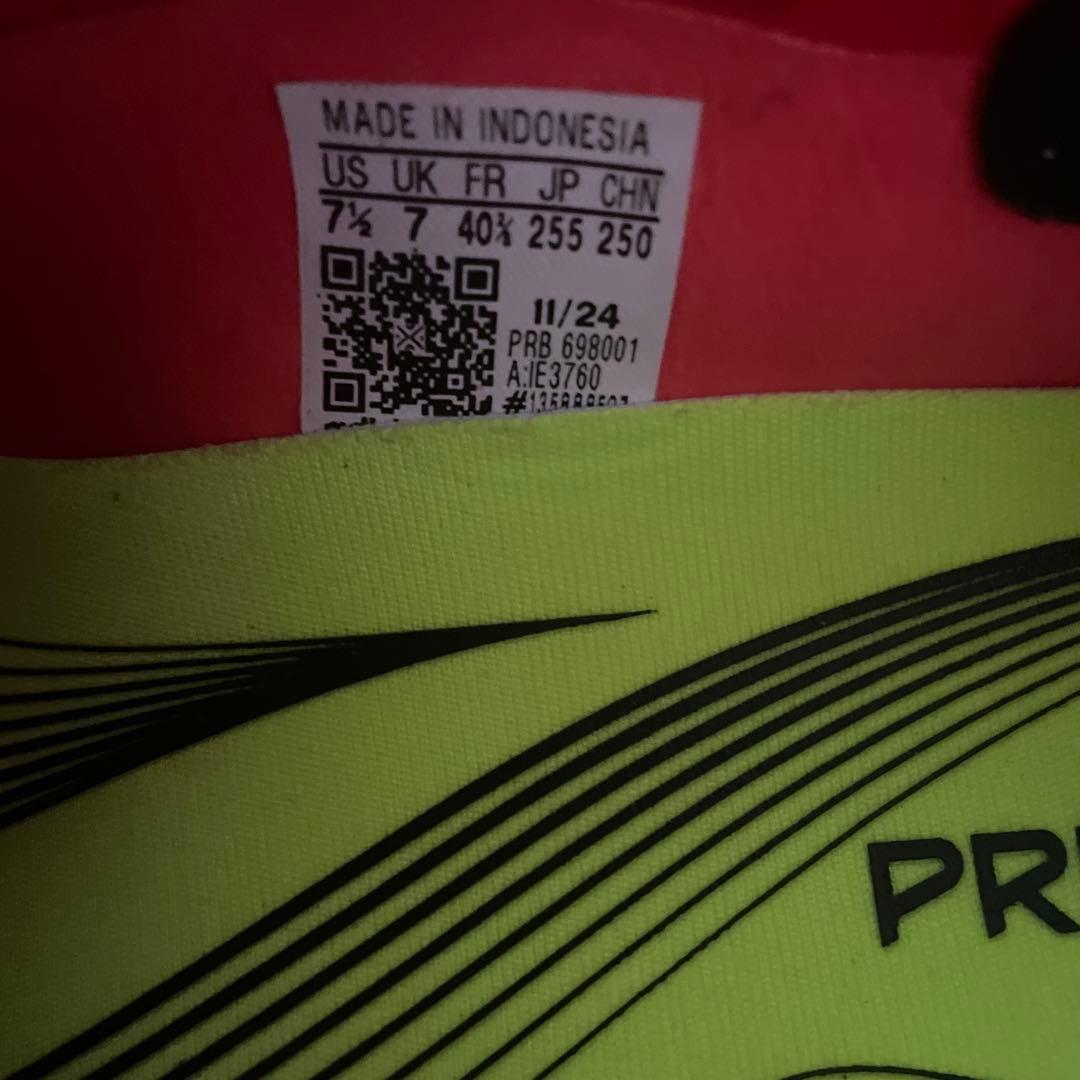 MADE IN INDONESIA
US UK FR JP CHN
7½ 7 40⅔ 255 250
11/24
PRB 698001
A:IE3760
PR